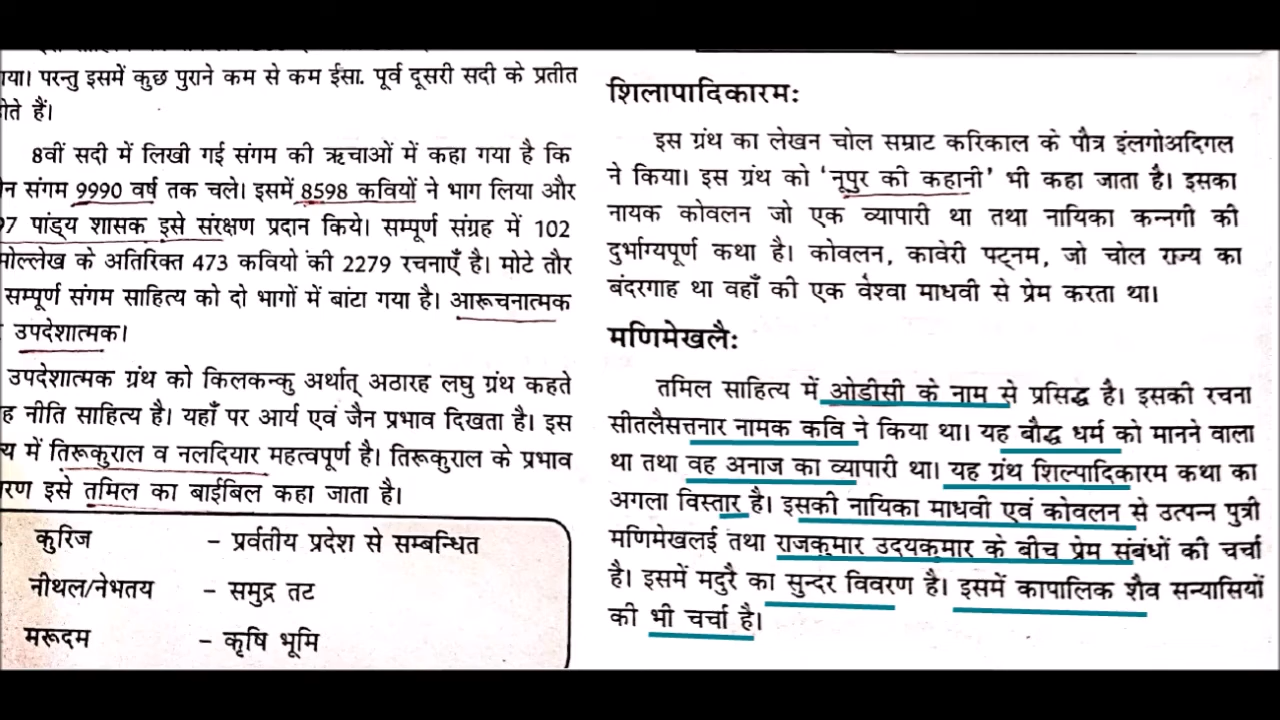 गया। परन्तु इसमें कुछ पुराने कम से कम ईसा. पूर्व दूसरी सदी के प्रतीत
होते हैं।
8वीं सदी में लिखी गई संगम की ऋचाओं में कहा गया है कि
न संगम 9990 वर्ष तक चले। इसमें 8598 कवियों ने भाग लिया और
97 पांड्य शासक इसे संरक्षण प्रदान किये। सम्पूर्ण संग्रह में 102
मोल्लेख के अतिरिक्त 473 कवियो की 2279 रचनाएँ है। मोटे तौर
सम्पूर्ण संगम साहित्य को दो भागों में बांटा गया है। आरूचनात्मक
उपदेशात्मक।
उपदेशात्मक ग्रंथ को किलकन्कु अर्थात् अठारह लघु ग्रंथ कहते
ह नीति साहित्य है। यहाँ पर आर्य एवं जैन प्रभाव दिखता है। इस
य में तिरूकुराल व नलदियार महत्वपूर्ण है। तिरूकुराल के प्रभाव
रण इसे तमिल का बाईबिल कहा जाता है।
कुरिज – प्रर्वतीय प्रदेश से सम्बन्धित
नीथल/नेभतय – समुद्र तट
मरूदम – कृषि भूमि
शिलापादिकारमः
इस ग्रंथ का लेखन चोल सम्राट करिकाल के पौत्र इंलगोअदिगल
ने किया। इस ग्रंथ को 'नूपुर की कहानी' भी कहा जाता है। इसका
नायक कोवलन जो एक व्यापारी था तथा नायिका कन्नगी की
दुर्भाग्यपूर्ण कथा है। कोवलन, कावेरी पट्नम, जो चोल राज्य का
बंदरगाह था वहाँ की एक वेश्वा माधवी से प्रेम करता था।
मणिमेखलैः
तमिल साहित्य में ओडीसी के नाम से प्रसिद्ध है। इसकी रचना
सीतलैसत्तनार नामक कवि ने किया था। यह बौद्ध धर्म को मानने वाला
था तथा वह अनाज का व्यापारी था। यह ग्रंथ शिल्पादिकारम कथा का
अगला विस्तार है। इसकी नायिका माधवी एवं कोवलन से उत्पन्न पुत्री
मणिमेखलई तथा राजकुमार उदयकुमार के बीच प्रेम संबंधों की चर्चा
है। इसमें मदुरै का सुन्दर विवरण है। इसमें कापालिक शैव सन्यासियों
की भी चर्चा है।